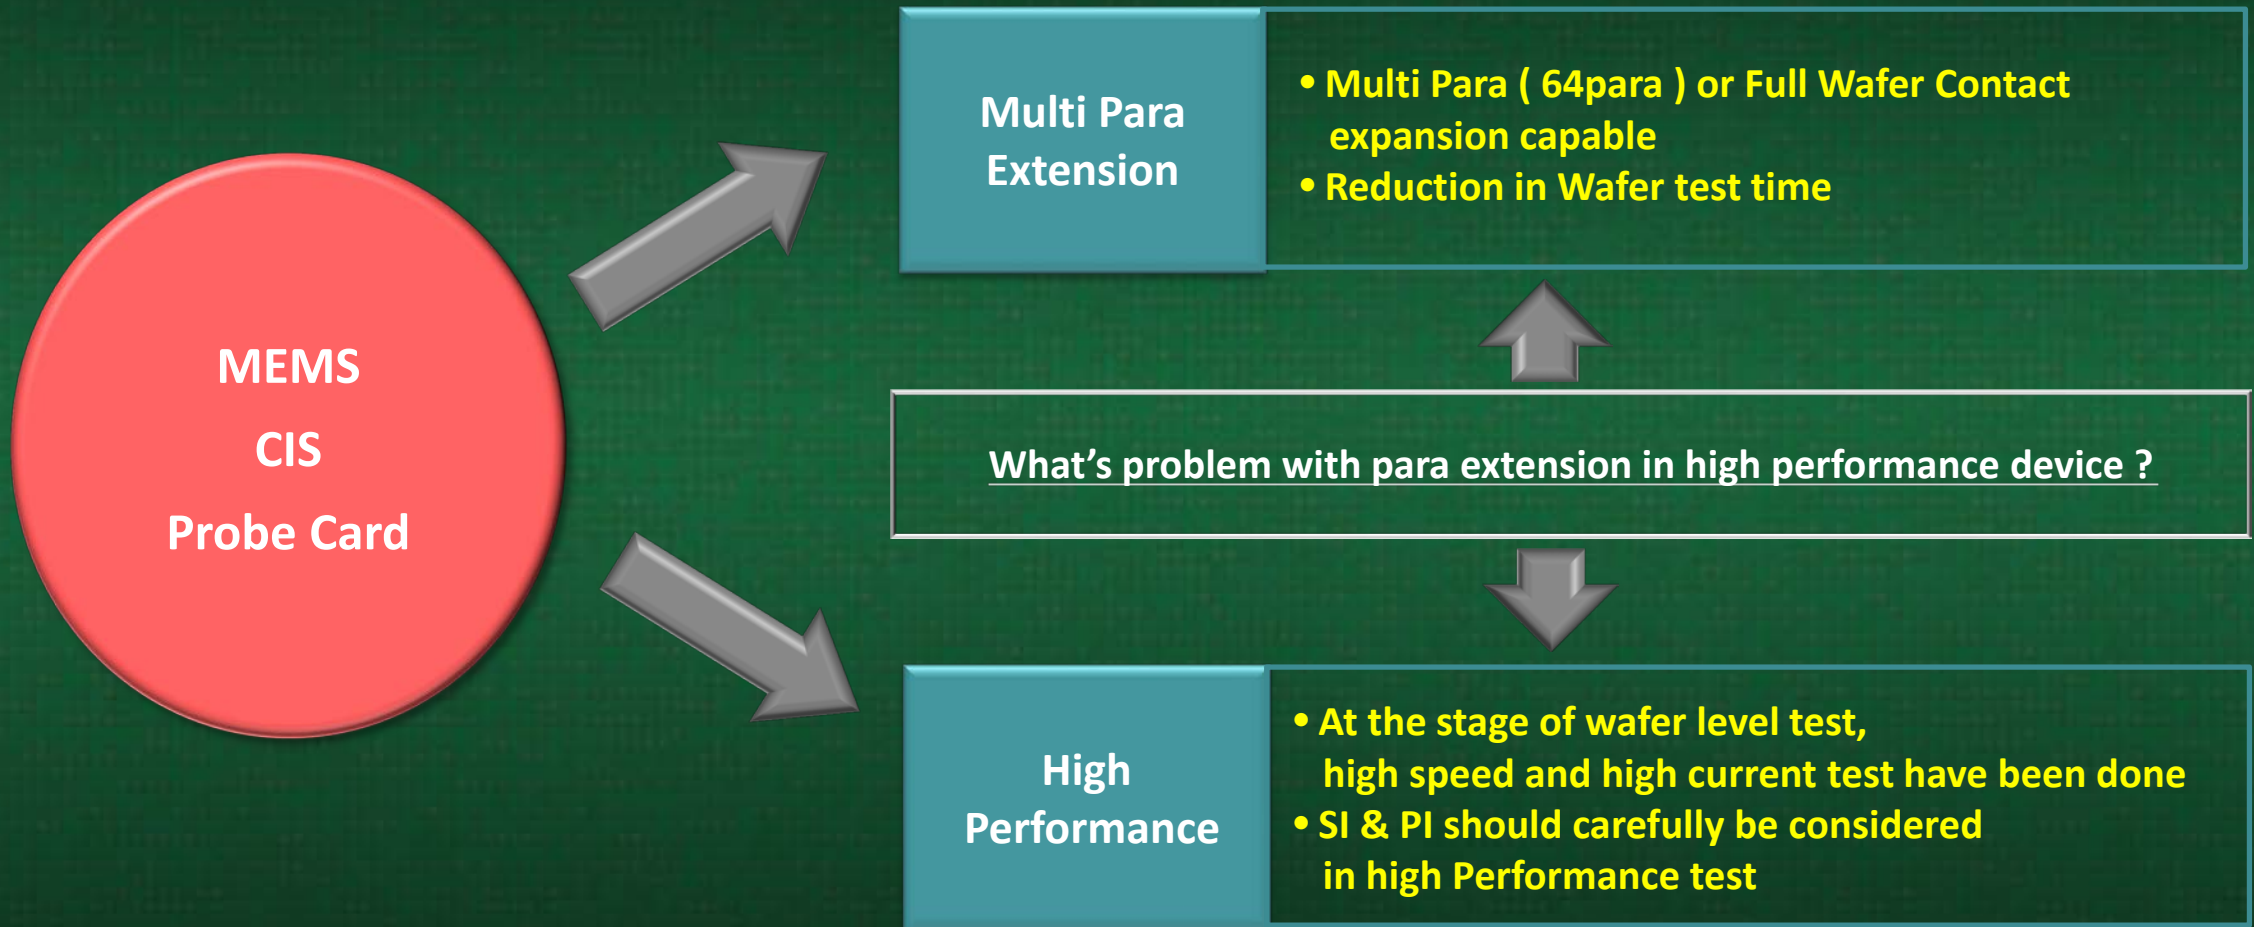 MEMS
CIS
Probe Card
Multi Para
Extension
• Multi Para ( 64para ) or Full Wafer Contact
expansion capable
• Reduction in Wafer test time
What’s problem with para extension in high performance device ?
High
Performance
• At the stage of wafer level test,
high speed and high current test have been done
• SI & PI should carefully be considered
in high Performance test